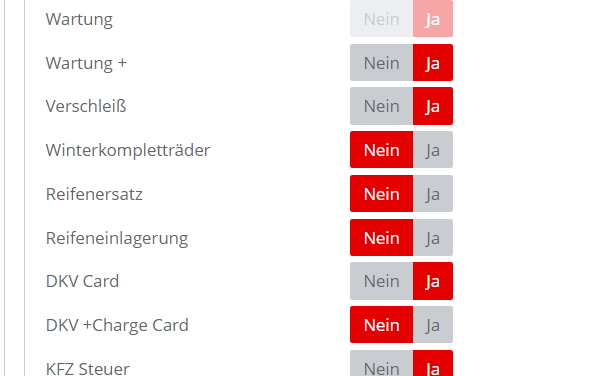 Wartung Nein Ja
Wartung + Nein Ja
Verschleiß Nein Ja
Winterkompletträder Nein Ja
Reifenersatz Nein Ja
Reifeneinlagerung Nein Ja
DKV Card Nein Ja
DKV +Charge Card Nein Ja
KFZ Steuer Nein Ja